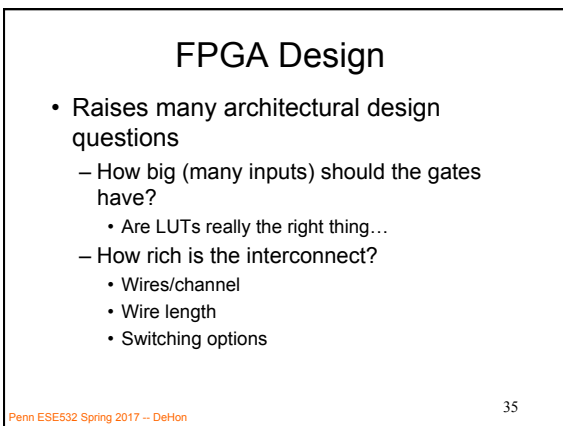 FPGA Design
• Raises many architectural design
questions
– How big (many inputs) should the gates
have?
• Are LUTs really the right thing…
– How rich is the interconnect?
• Wires/channel
• Wire length
• Switching options
Penn ESE532 Spring 2017 -- DeHon
35